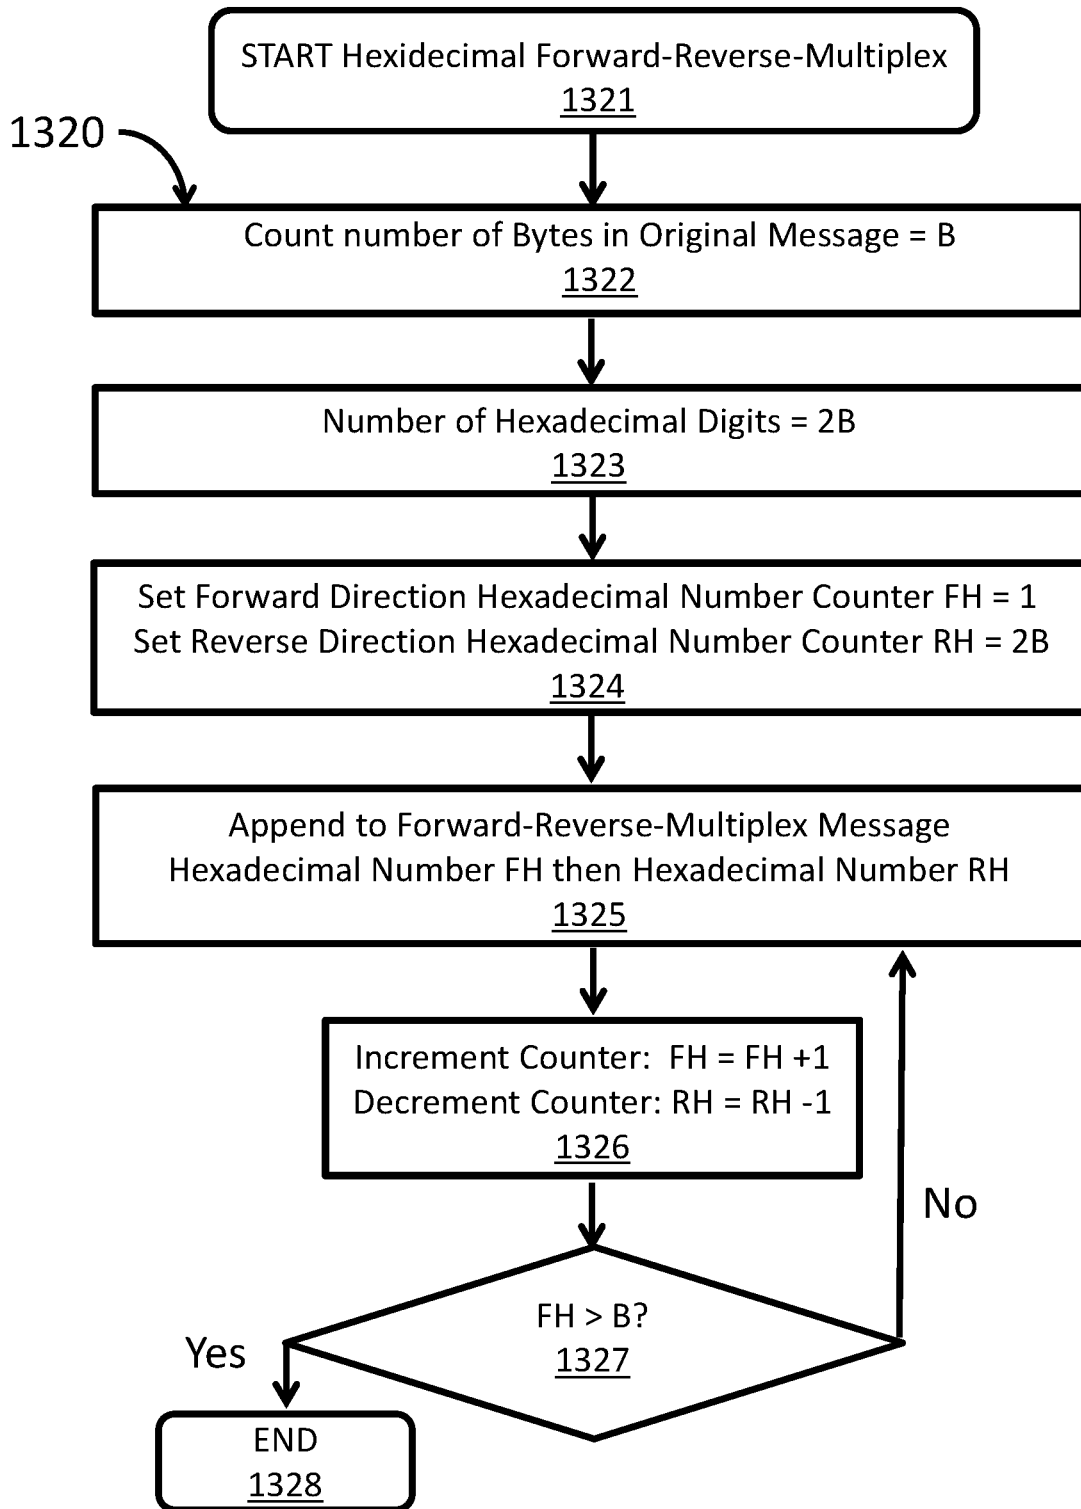 START Hexidecimal Forward-Reverse-Multiplex
1321
1320
Count number of Bytes in Original Message = B
1322
Number of Hexadecimal Digits = 2B
1323
Set Forward Direction Hexadecimal Number Counter FH = 1
Set Reverse Direction Hexadecimal Number Counter RH = 2B
1324
Append to Forward-Reverse-Multiplex Message
Hexadecimal Number FH then Hexadecimal Number RH
1325
Increment Counter:  FH = FH +1
Decrement Counter: RH = RH -1
1326
No
FH > B?
1327
Yes
END
1328